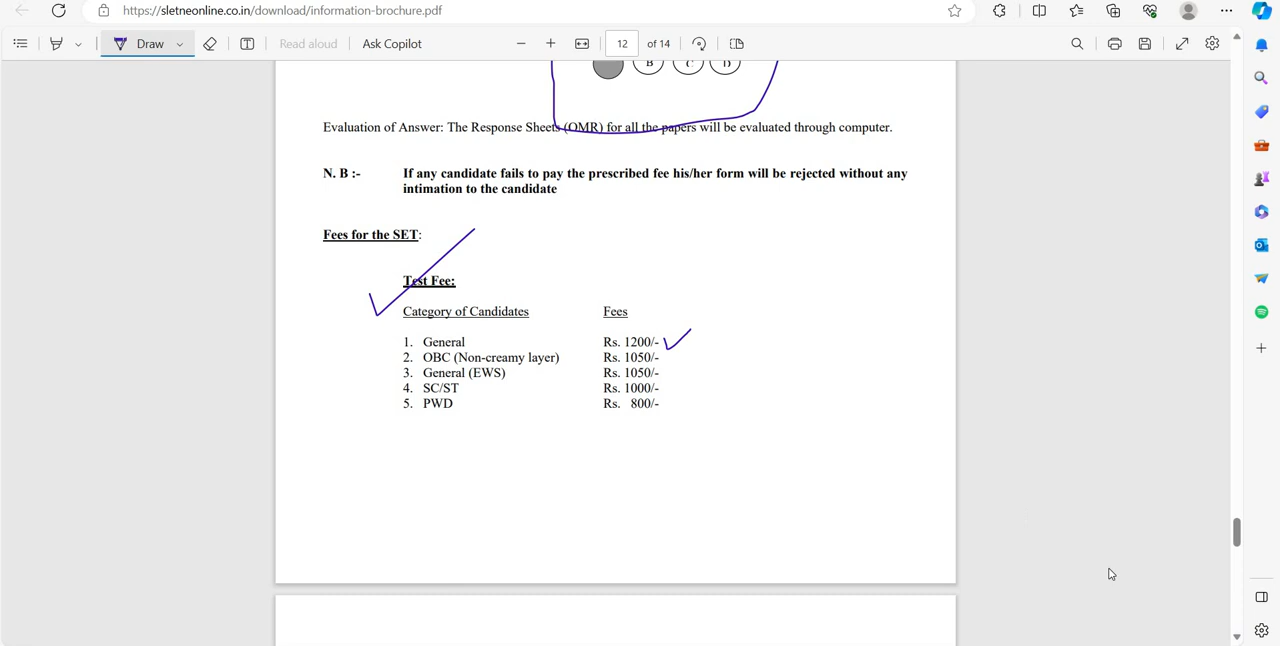 https://sletneonline.co.in/download/information-brochure.pdf
Draw
Read aloud
Ask Copilot
12 of 14
B C D
Evaluation of Answer: The Response Sheets (OMR) for all the papers will be evaluated through computer.
N. B :- If any candidate fails to pay the prescribed fee his/her form will be rejected without any
intimation to the candidate
Fees for the SET:
Test Fee:
Category of Candidates Fees
1. General Rs. 1200/-
2. OBC (Non-creamy layer) Rs. 1050/-
3. General (EWS) Rs. 1050/-
4. SC/ST Rs. 1000/-
5. PWD Rs. 800/-